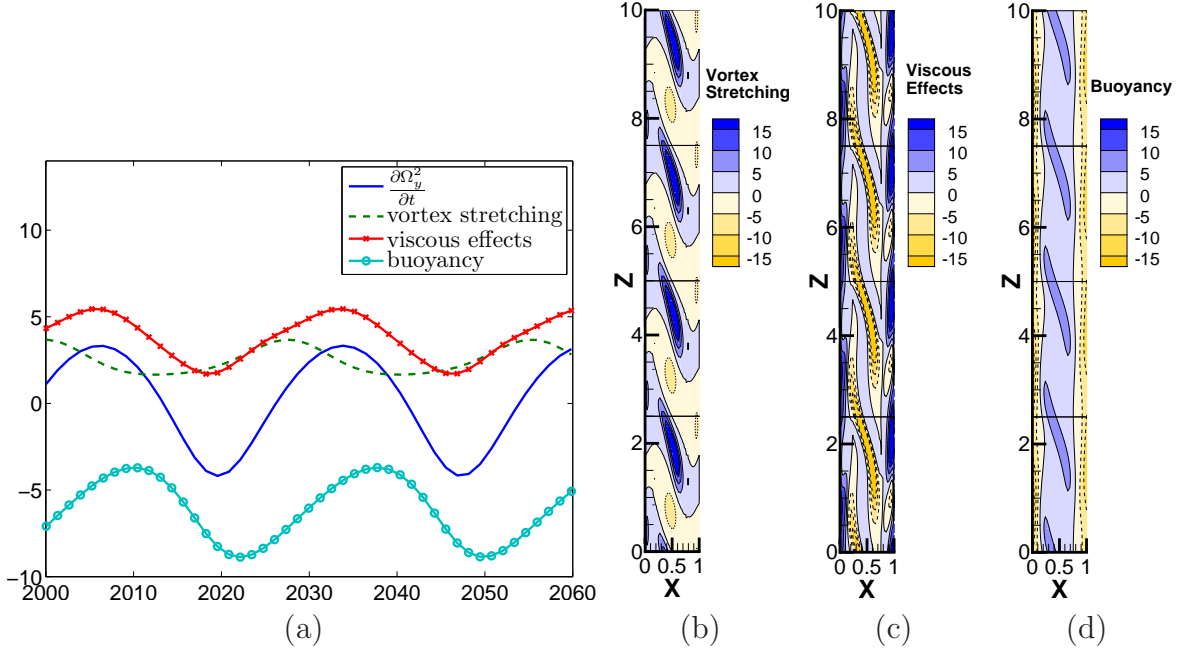 10
5
0
−5
−10
2000 2010 2020 2030 2040 2050 2060
∂Ω_y^2
∂t
vortex stretching
viscous effects
buoyancy
(a)
10
8
6
4
2
0
Z
0 0.5 1
X
Vortex
Stretching
15
10
5
0
-5
-10
-15
(b)
10
8
6
4
2
0
Z
0 0.5 1
X
Viscous
Effects
15
10
5
0
-5
-10
-15
(c)
10
8
6
4
2
0
Z
0 0.5 1
X
Buoyancy
15
10
5
0
-5
-10
-15
(d)